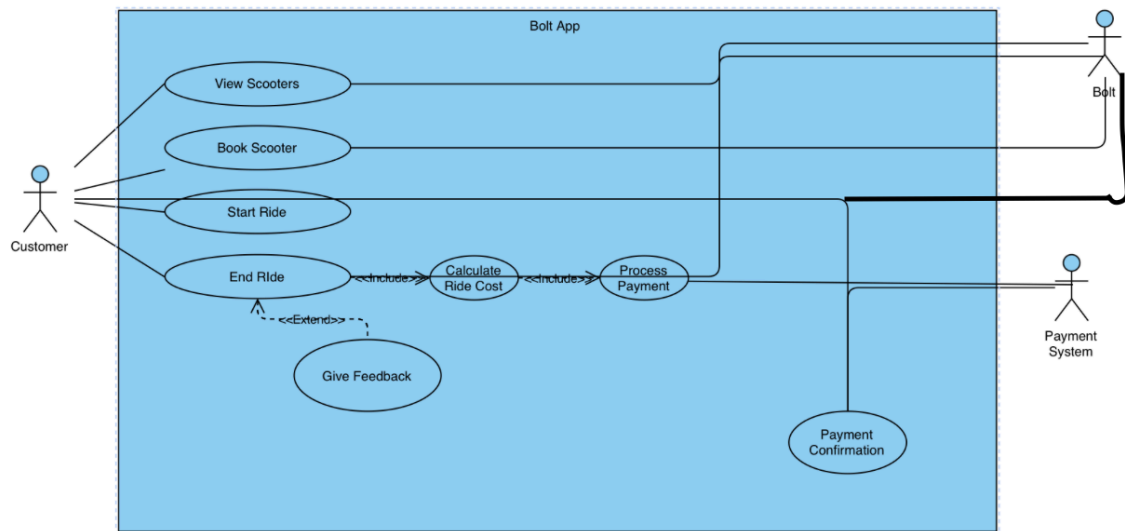 Bolt App
View Scooters
Bolt
Book Scooter
Start Ride
Customer
End RIde
<<Include>>
Calculate
Ride Cost
<<Include>>
Process
Payment
<<Extend>>
Payment
System
Give Feedback
Payment
Confirmation